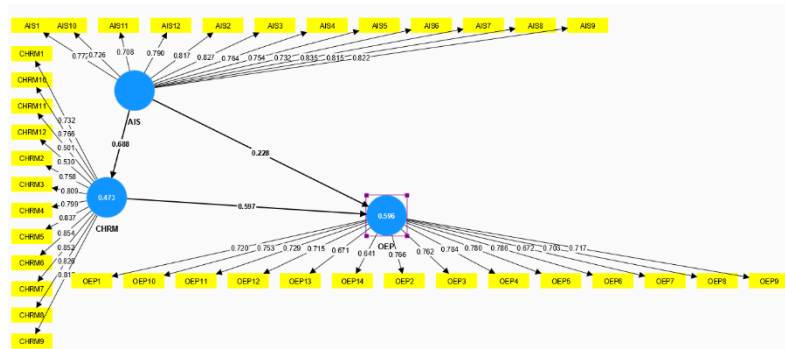 AIS1 AIS10 AIS11 AIS12 AIS2 AIS3 AIS4 AIS5 AIS6 AIS7 AIS8 AIS9
0.726 0.708 0.790 0.817 0.827 0.764 0.754 0.732 0.835 0.815 0.822
AIS
CHRM1
CHRM10
CHRM11
CHRM12
CHRM2
CHRM3
CHRM4
CHRM5
CHRM6
CHRM7
CHRM8
CHRM9
0.732
0.766
0.501
0.530
0.758
0.809
0.799
0.837
0.854
0.852
0.826
0.817
0.688
0.228
0.473
CHRM
0.597
0.596
OEP
0.720 0.753 0.729 0.715 0.671 0.641 0.766 0.762 0.784 0.780 0.786 0.672 0.703 0.717
OEP1 OEP10 OEP11 OEP12 OEP13 OEP14 OEP2 OEP3 OEP4 OEP5 OEP6 OEP7 OEP8 OEP9